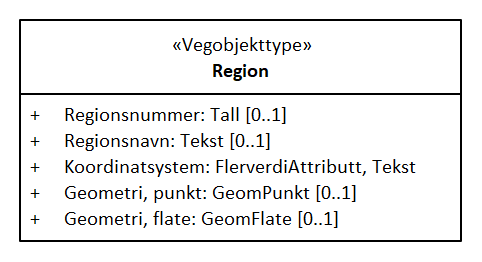 «Vegobjekttype»
Region
+ Regionsnummer: Tall [0..1]
+ Regionsnavn: Tekst [0..1]
+ Koordinatsystem: FlerverdiAttributt, Tekst
+ Geometri, punkt: GeomPunkt [0..1]
+ Geometri, flate: GeomFlate [0..1]